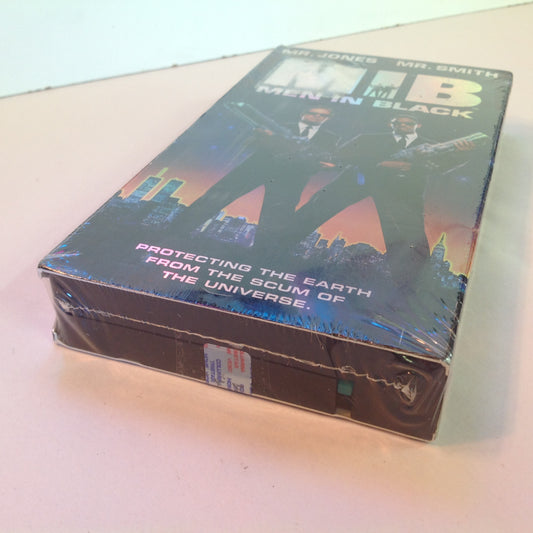 MR. JONES MR. SMITH
MIB
MEN IN BLACK
PROTECTING THE EARTH
FROM THE SCUM OF
THE UNIVERSE.